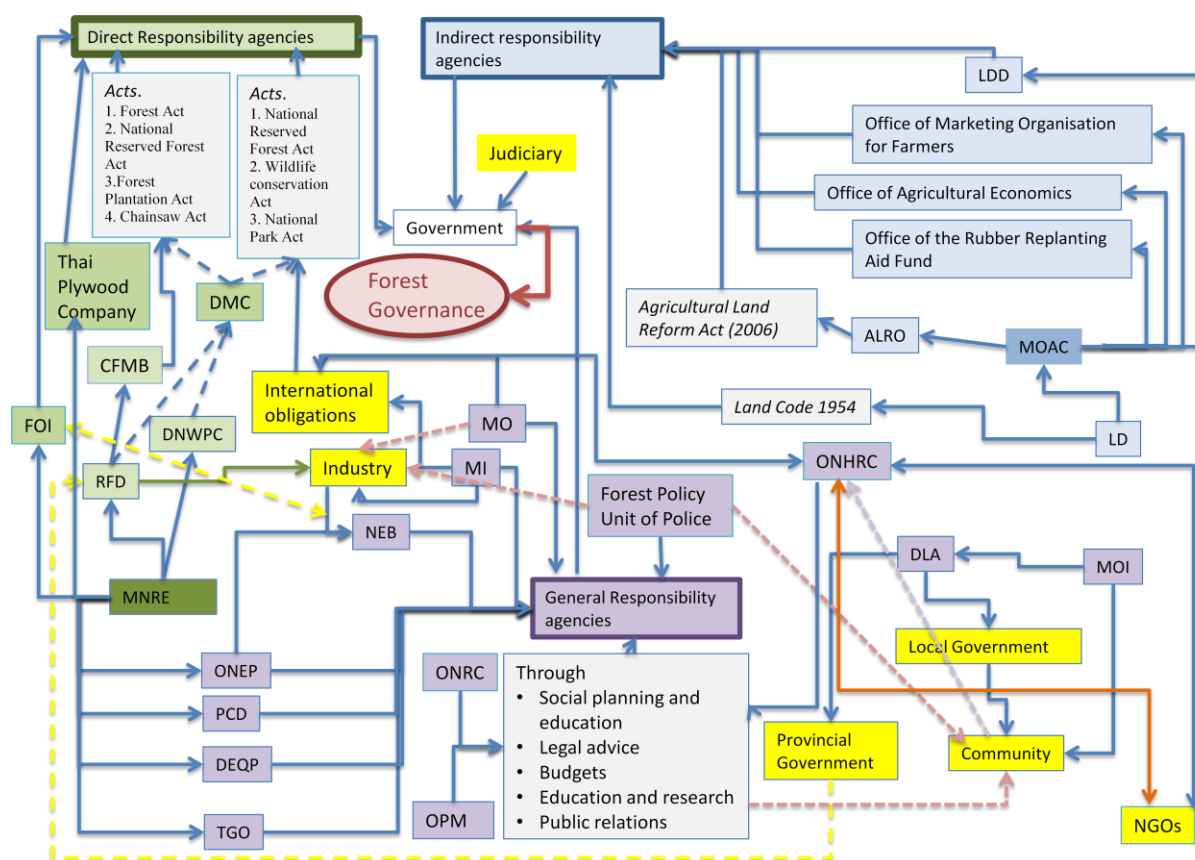 Direct Responsibility agencies
Indirect responsibility
agencies
LDD
Acts.
1. Forest Act
2. National
Reserved Forest
Act
3.Forest
Plantation Act
4. Chainsaw Act
Acts.
1. National
Reserved
Forest Act
2. Wildlife
conservation
Act
3. National
Park Act
Judiciary
Office of Marketing Organisation
for Farmers
Office of Agricultural Economics
Government
Office of the Rubber Replanting
Aid Fund
Thai
Plywood
Company
DMC
Forest
Governance
Agricultural Land
Reform Act (2006)
ALRO
MOAC
CFMB
International
obligations
MO
Land Code 1954
LD
FOI
DNWPC
RFD
Industry
MI
ONHRC
Forest Policy
Unit of Police
NEB
DLA
MOI
MNRE
General Responsibility
agencies
Local Government
ONEP
ONRC
Through
• Social planning and
education
• Legal advice
• Budgets
• Education and research
• Public relations
PCD
Provincial
Government
Community
DEQP
OPM
TGO
NGOs